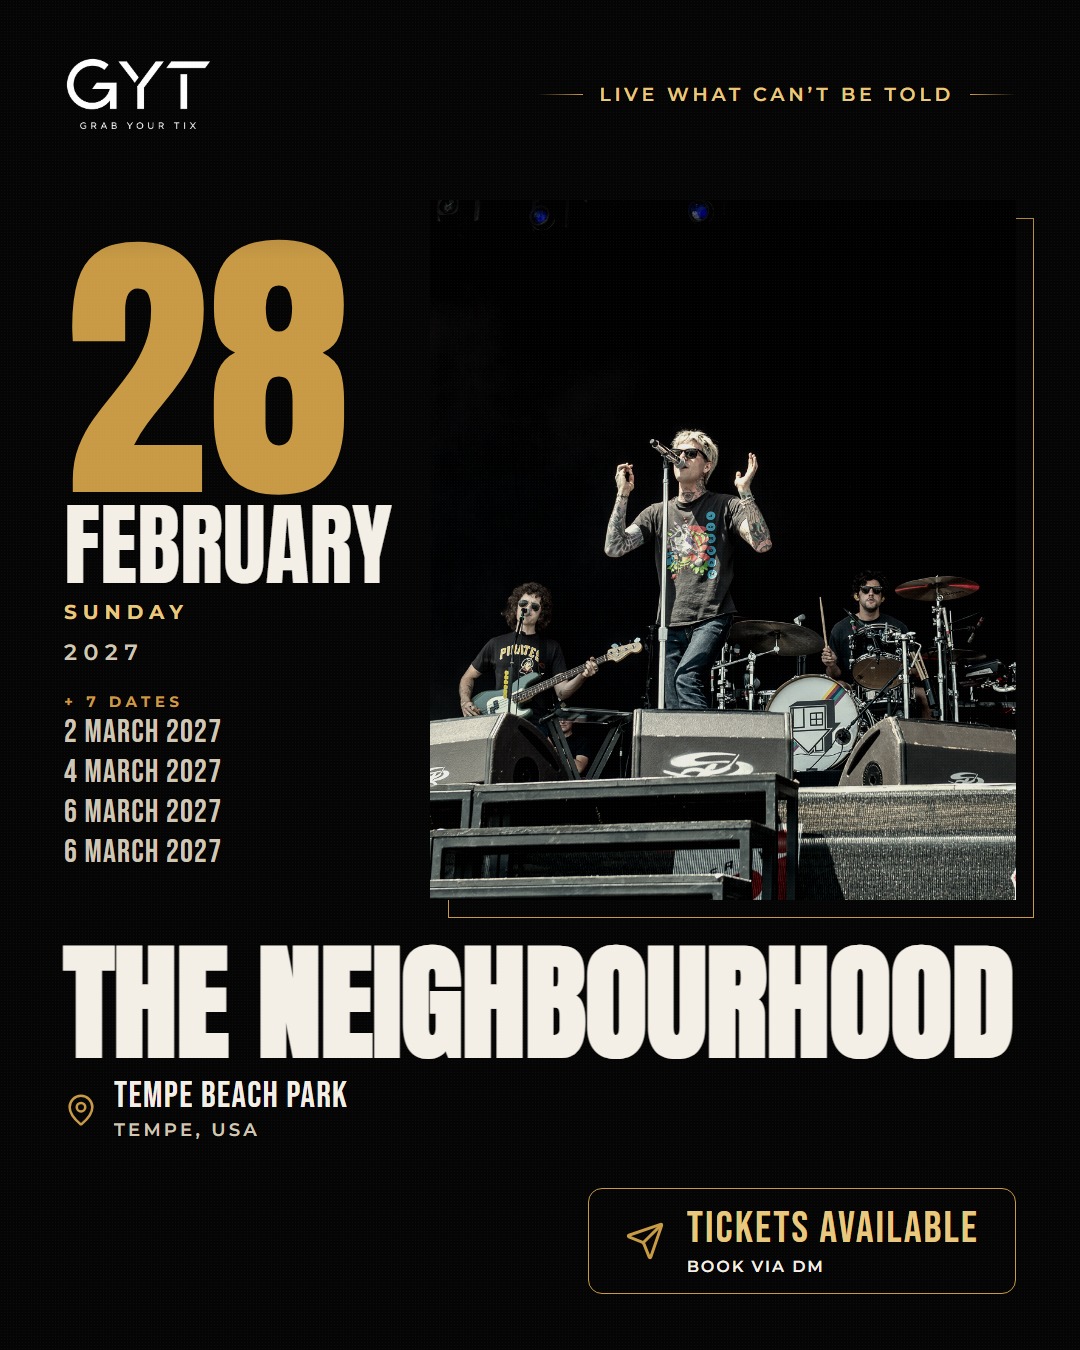 GYT
GRAB YOUR TIX
LIVE WHAT CAN’T BE TOLD
28
FEBRUARY
SUNDAY
2027
+ 7 DATES
2 MARCH 2027
4 MARCH 2027
6 MARCH 2027
6 MARCH 2027
PIRATES
THE NEIGHBOURHOOD
TEMPE BEACH PARK
TEMPE, USA
TICKETS AVAILABLE
BOOK VIA DM